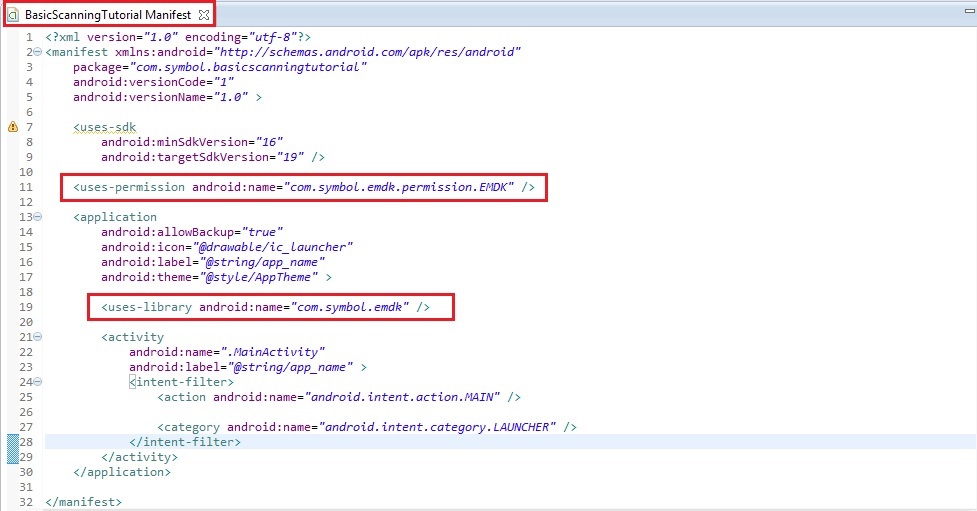 BasicScanningTutorial Manifest
1 <?xml version="1.0" encoding="utf-8"?>
2 <manifest xmlns:android="http://schemas.android.com/apk/res/android"
3     package="com.symbol.basicscanningtutorial"
4     android:versionCode="1"
5     android:versionName="1.0" >
6
7     <uses-sdk
8         android:minSdkVersion="16"
9         android:targetSdkVersion="19" />
10
11     <uses-permission android:name="com.symbol.emdk.permission.EMDK" />
12
13     <application
14         android:allowBackup="true"
15         android:icon="@drawable/ic_launcher"
16         android:label="@string/app_name"
17         android:theme="@style/AppTheme" >
18
19         <uses-library android:name="com.symbol.emdk" />
20
21         <activity
22             android:name=".MainActivity"
23             android:label="@string/app_name" >
24             <intent-filter>
25                 <action android:name="android.intent.action.MAIN" />
26
27                 <category android:name="android.intent.category.LAUNCHER" />
28             </intent-filter>
29         </activity>
30     </application>
31
32 </manifest>